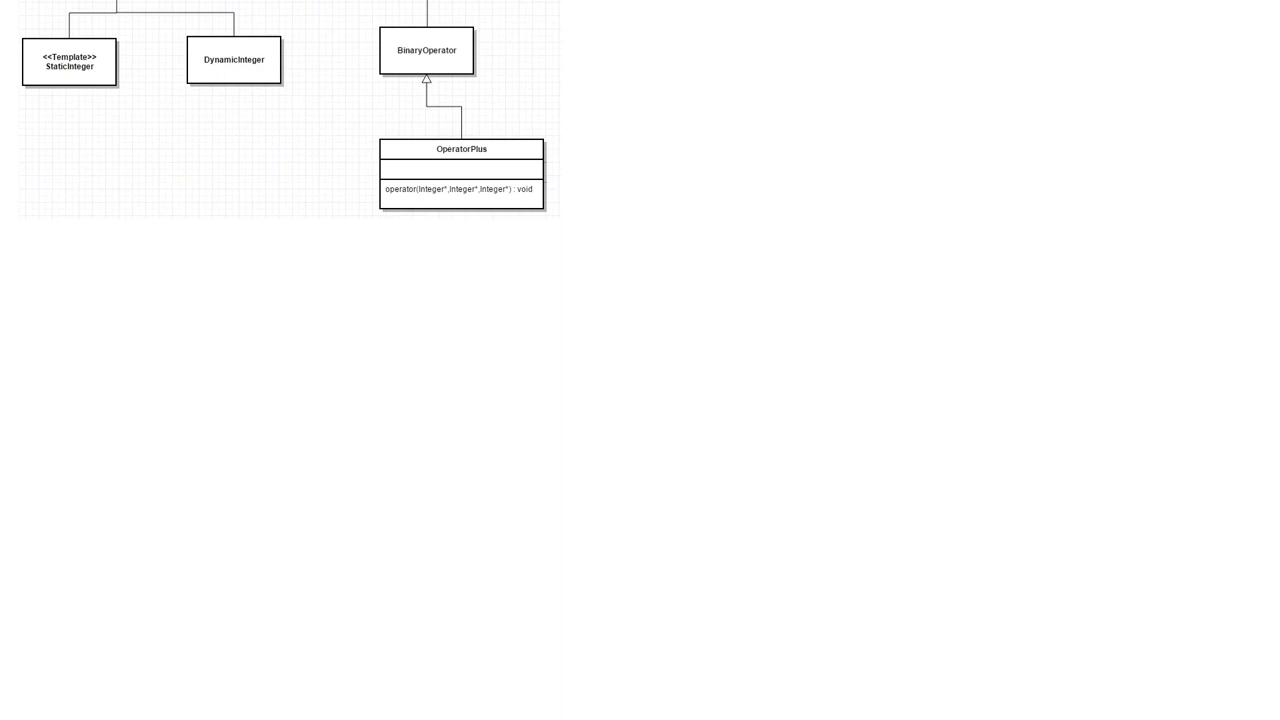 <<Template>>
StaticInteger
DynamicInteger
BinaryOperator
OperatorPlus
operator(Integer*,Integer*,Integer*) : void